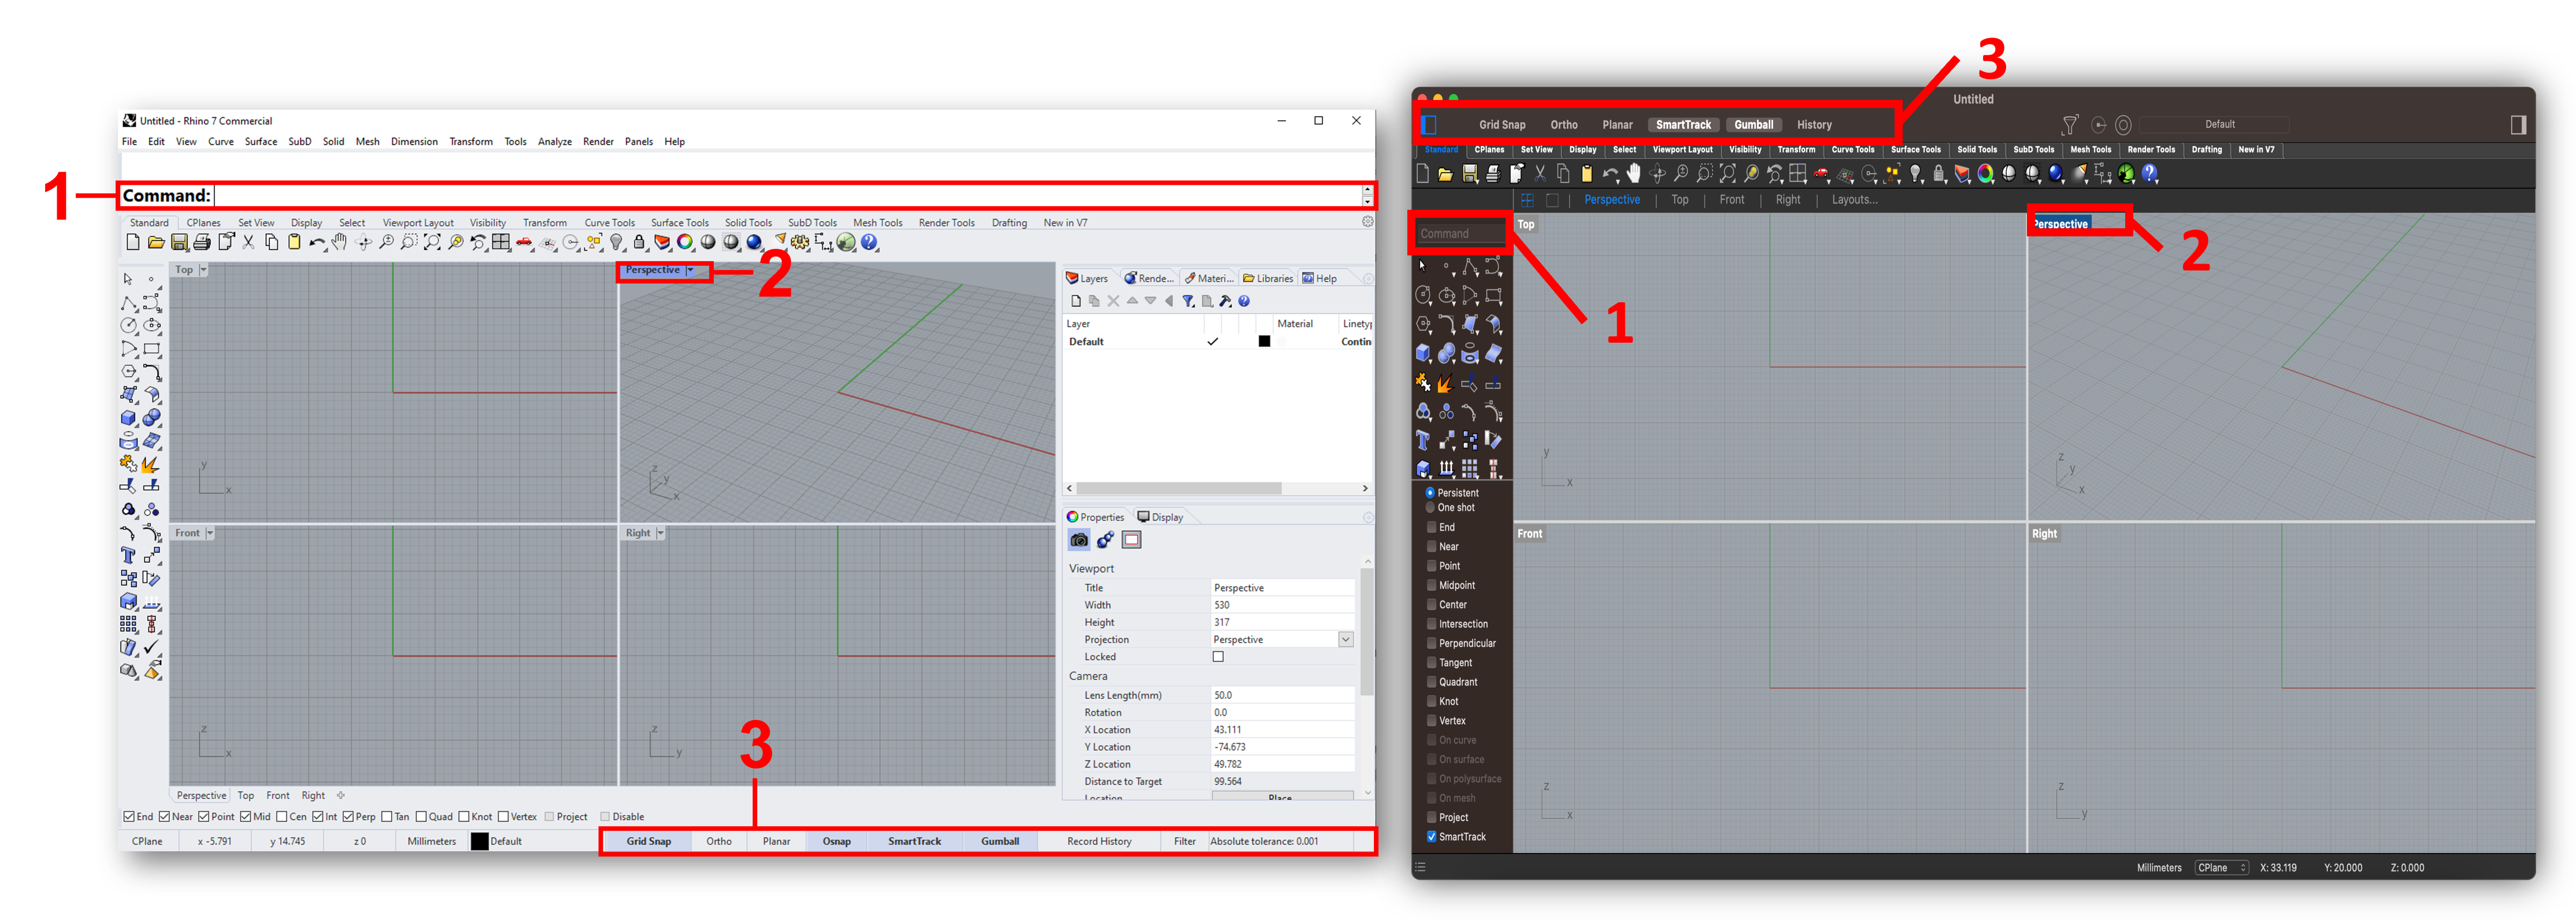 3
Untitled - Rhino 7 Commercial
File Edit View Curve Surface SubD Solid Mesh Dimension Transform Tools Analyze Render Panels Help
1
Command:
Standard CPlanes Set View Display Select Viewport Layout Visibility Transform Curve Tools Surface Tools Solid Tools SubD Tools Mesh Tools Render Tools Drafting New in V7
Top
Perspective
2
Layers Rende... Materi... Libraries Help
Layer Material Linety
Default Contin
y
x
z
y
x
Front
Right
Properties Display
Viewport
Title Perspective
Width 530
Height 317
Projection Perspective
Locked
Camera
Lens Length(mm) 50.0
Rotation 0.0
X Location 43.111
Y Location -74.673
Z Location 49.782
Distance to Target 99.564
Location Place
z
x
z
y
3
Perspective Top Front Right
End Near Point Mid Cen Int Perp Tan Quad Knot Vertex Project Disable
CPlane x -5.791 y 14.745 z 0 Millimeters Default Grid Snap Ortho Planar Osnap SmartTrack Gumball Record History Filter Absolute tolerance: 0.001
Untitled
Grid Snap Ortho Planar SmartTrack Gumball History Default
Standard CPlanes Set View Display Select Viewport Layout Visibility Transform Curve Tools Surface Tools Solid Tools SubD Tools Mesh Tools Render Tools Drafting New in V7
Perspective Top Front Right Layouts...
Command
Top
Perspective
2
1
y
x
z
y
x
Persistent
One shot
End
Near
Point
Midpoint
Center
Intersection
Perpendicular
Tangent
Quadrant
Knot
Vertex
On curve
On surface
On polysurface
On mesh
Project
SmartTrack
Front
Right
z
x
z
y
Millimeters CPlane X: 33.119 Y: 20.000 Z: 0.000